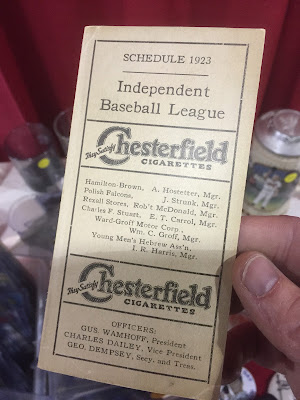 SCHEDULE 1923
Independent
Baseball League
They Satisfy
Chesterfield
CIGARETTES
Hamilton-Brown, A. Hostetter, Mgr.
Polish Falcons, J. Strunk, Mgr.
Rexall Stores, Rob't McDonald, Mgr.
Charles F. Stuart, E. T. Carrol, Mgr.
Ward-Groff Motor Corp.,
Wm. C. Groff, Mgr.
Young Men's Hebrew Ass'n,
I. R. Harris, Mgr.
They Satisfy
Chesterfield
CIGARETTES
OFFICERS:
GUS. WAMHOFF, President
CHARLES DAILEY, Vice President
GEO. DEMPSEY, Secy. and Treas.